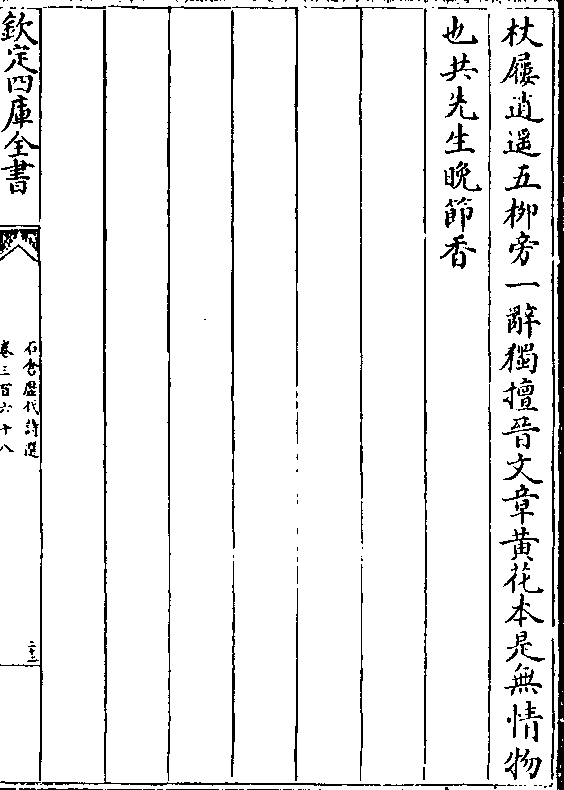 杖屨逍遥五柳旁一辭獨擅晉文章黄花本是無情物
也共先生晚節香
欽定四庫全書
石倉歴代詩選
卷三百六十八